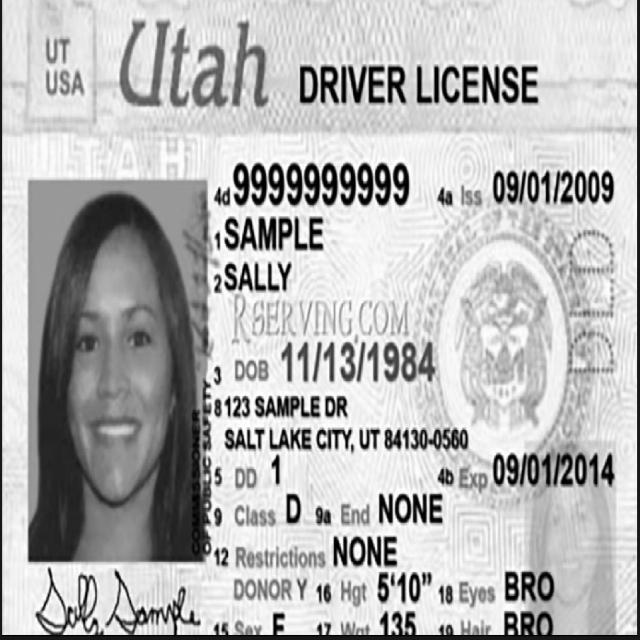 UT
USA
Utah DRIVER LICENSE
UTAH
4d 9999999999 4a Iss 09/01/2009
1 SAMPLE
2 SALLY
RSERVING.COM
3 DOB 11/13/1984
8 123 SAMPLE DR
SALT LAKE CITY, UT 84130-0560
5 DD 1 4b Exp 09/01/2014
9 Class D 9a End NONE
12 Restrictions NONE
DONOR Y 16 Hgt 5'10" 18 Eyes BRO
15 Sex F 17 Wgt 135 19 Hair BRO
COMMISSIONER
OF PUBLIC SAFETY
Sally Sample